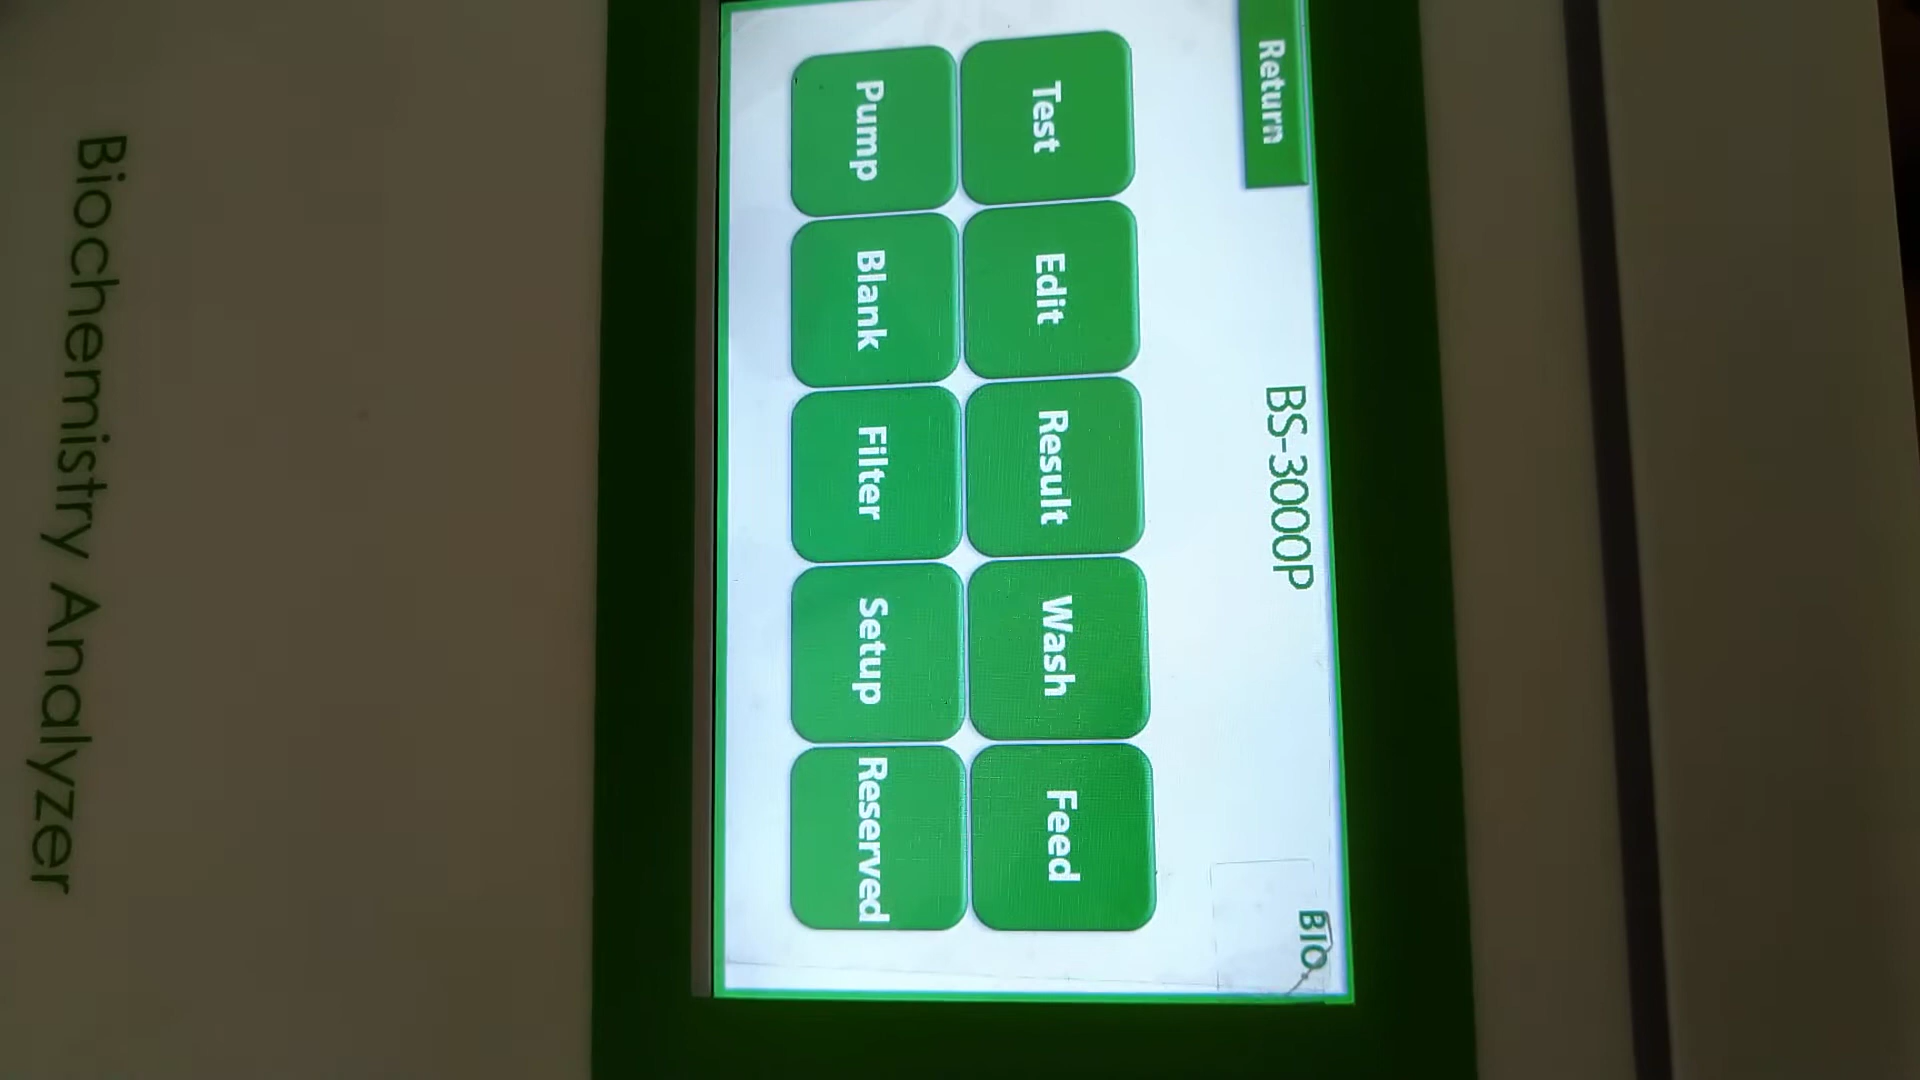 Return BS-3000P BIO.
Test Edit Result Wash Feed
Pump Blank Filter Setup Reserved
Biochemistry Analyzer